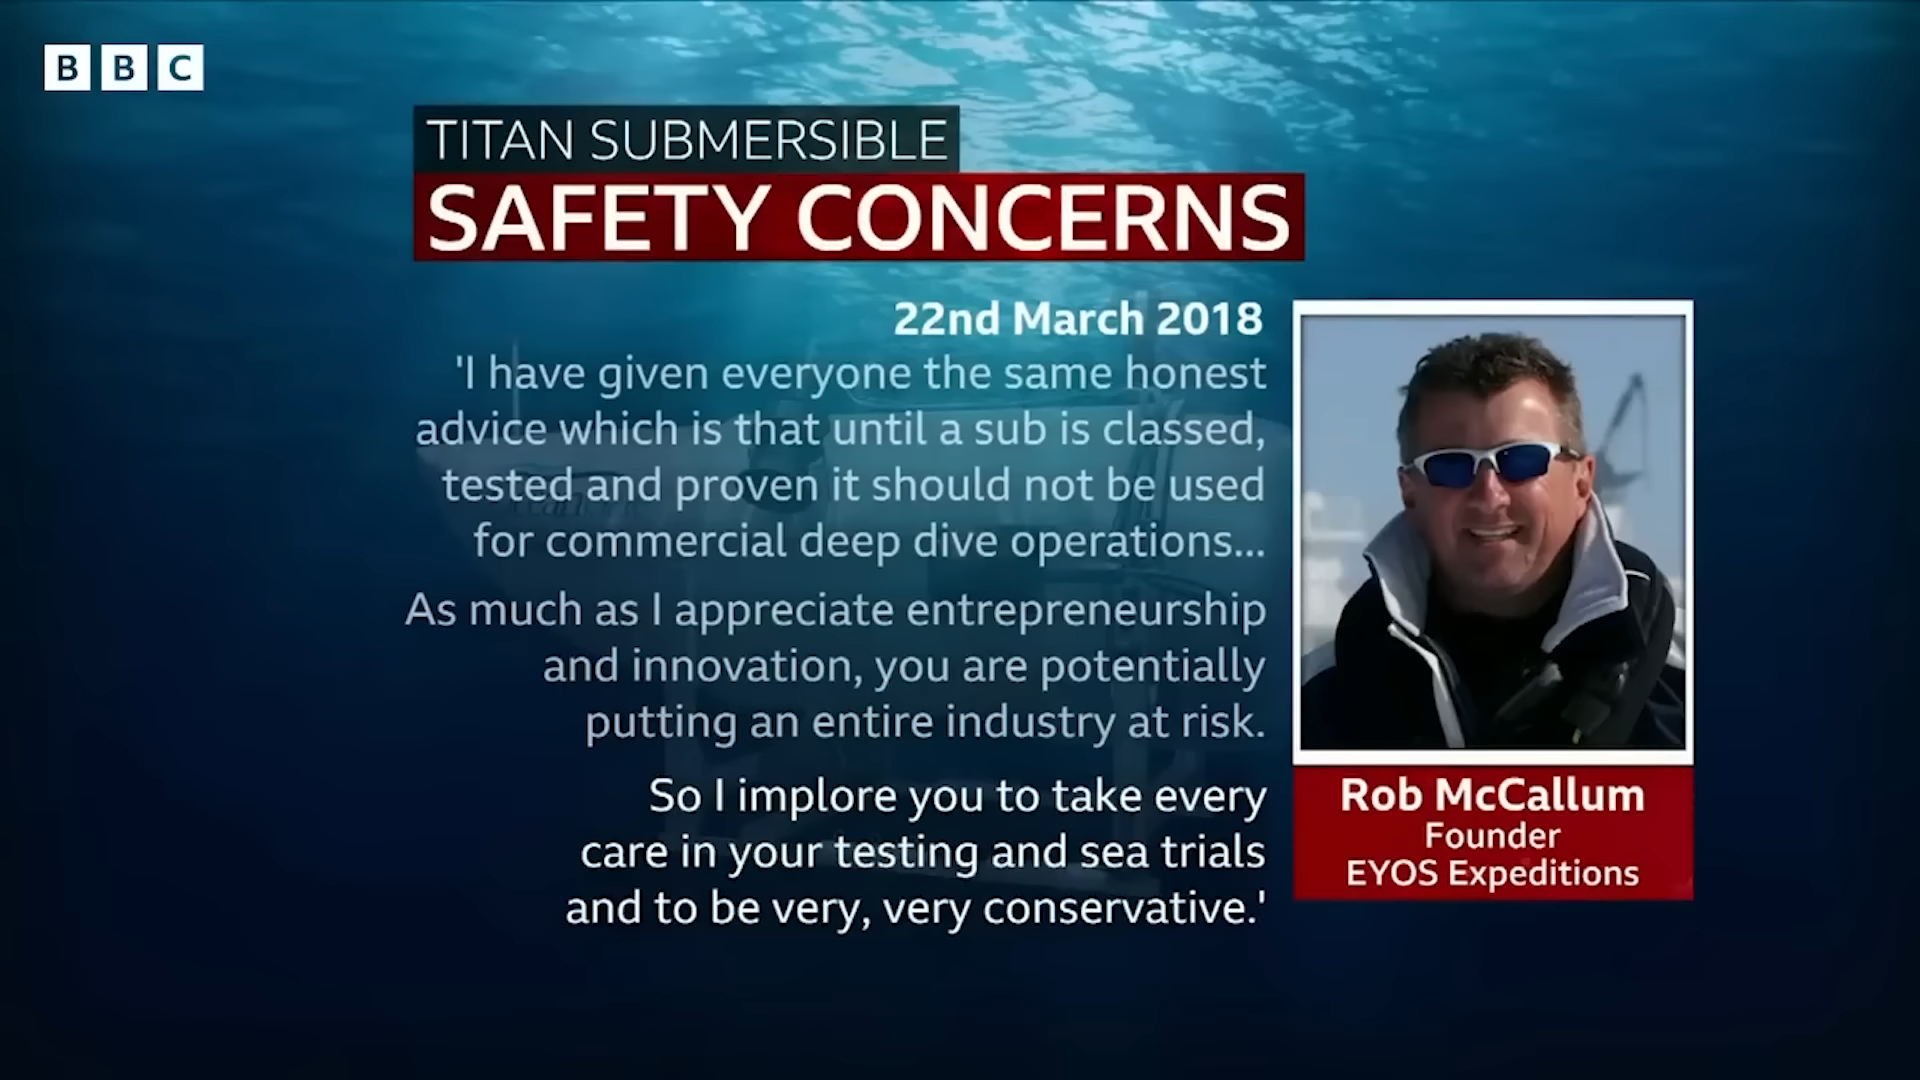 BBC
TITAN SUBMERSIBLE
SAFETY CONCERNS
22nd March 2018
'I have given everyone the same honest
advice which is that until a sub is classed,
tested and proven it should not be used
for commercial deep dive operations...
As much as I appreciate entrepreneurship
and innovation, you are potentially
putting an entire industry at risk.
So I implore you to take every
care in your testing and sea trials
and to be very, very conservative.'
Rob McCallum
Founder
EYOS Expeditions